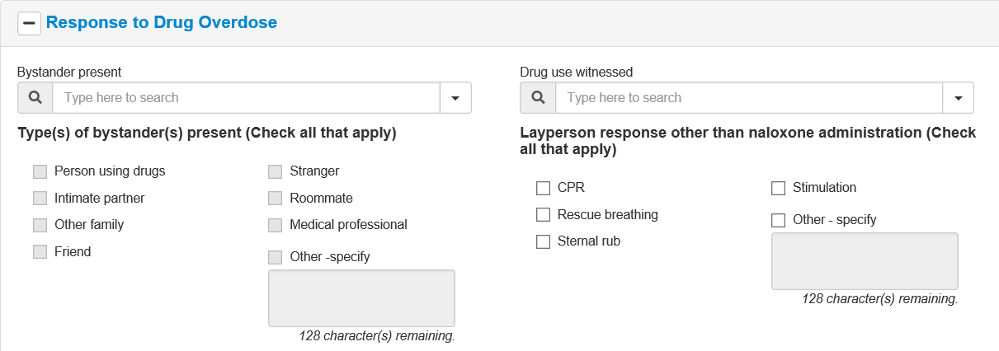 Response to Drug Overdose
Bystander present
Type here to search
Type(s) of bystander(s) present (Check all that apply)
Person using drugs
Intimate partner
Other family
Friend
Stranger
Roommate
Medical professional
Other -specify
128 character(s) remaining.
Drug use witnessed
Type here to search
Layperson response other than naloxone administration (Check
all that apply)
CPR
Rescue breathing
Sternal rub
Stimulation
Other - specify
128 character(s) remaining.